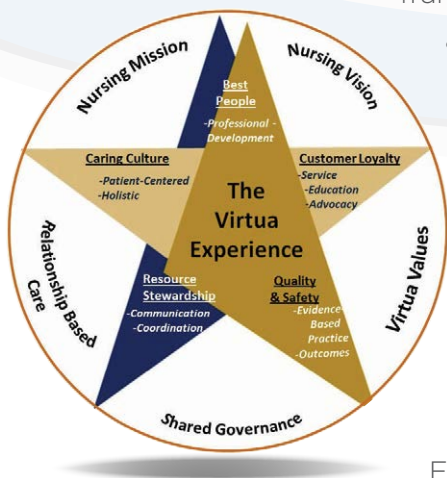 Nursing Mission
Nursing Vision
Best
People
-Professional -
Development
Caring Culture
-Patient-Centered
-Holistic
Customer Loyalty
-Service
-Education
-Advocacy
The
Virtua
Experience
Relationship Based
Care
Resource
Stewardship
-Communication
-Coordination
Quality
& Safety
-Evidence-
Based
Practice
-Outcomes
Virtua Values
Shared Governance